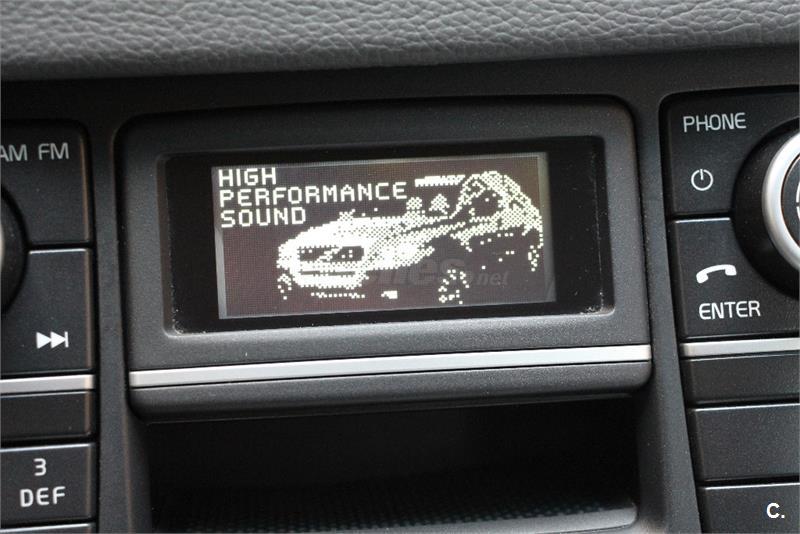 AM FM
HIGH
PERFORMANCE
SOUND
PHONE
ENTER
3
DEF
C.